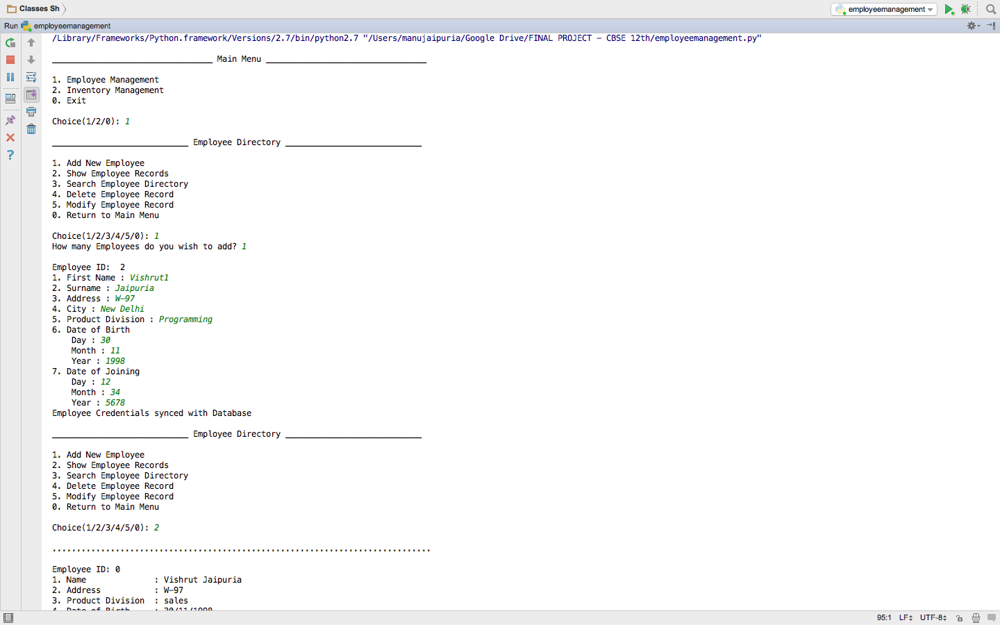 Classes Sh
employeemanagement
Run employeemanagement
/Library/Frameworks/Python.framework/Versions/2.7/bin/python2.7 "/Users/manujaipuria/Google Drive/FINAL PROJECT – CBSE 12th/employeemanagement.py"
_________________________________ Main Menu _________________________________
1. Employee Management
2. Inventory Management
0. Exit
Choice(1/2/0): 1
____________________________ Employee Directory ____________________________
1. Add New Employee
2. Show Employee Records
3. Search Employee Directory
4. Delete Employee Record
5. Modify Employee Record
0. Return to Main Menu
Choice(1/2/3/4/5/0): 1
How many Employees do you wish to add? 1
Employee ID:  2
1. First Name : Vishrut1
2. Surname : Jaipuria
3. Address : W–97
4. City : New Delhi
5. Product Division : Programming
6. Date of Birth
    Day : 30
    Month : 11
    Year : 1998
7. Date of Joining
    Day : 12
    Month : 34
    Year : 5678
Employee Credentials synced with Database
____________________________ Employee Directory ____________________________
1. Add New Employee
2. Show Employee Records
3. Search Employee Directory
4. Delete Employee Record
5. Modify Employee Record
0. Return to Main Menu
Choice(1/2/3/4/5/0): 2
..............................................................................
Employee ID: 0
1. Name              : Vishrut Jaipuria
2. Address           : W–97
3. Product Division  : sales
4. Date of Birth     : 30/11/1998
95:1 LF UTF-8